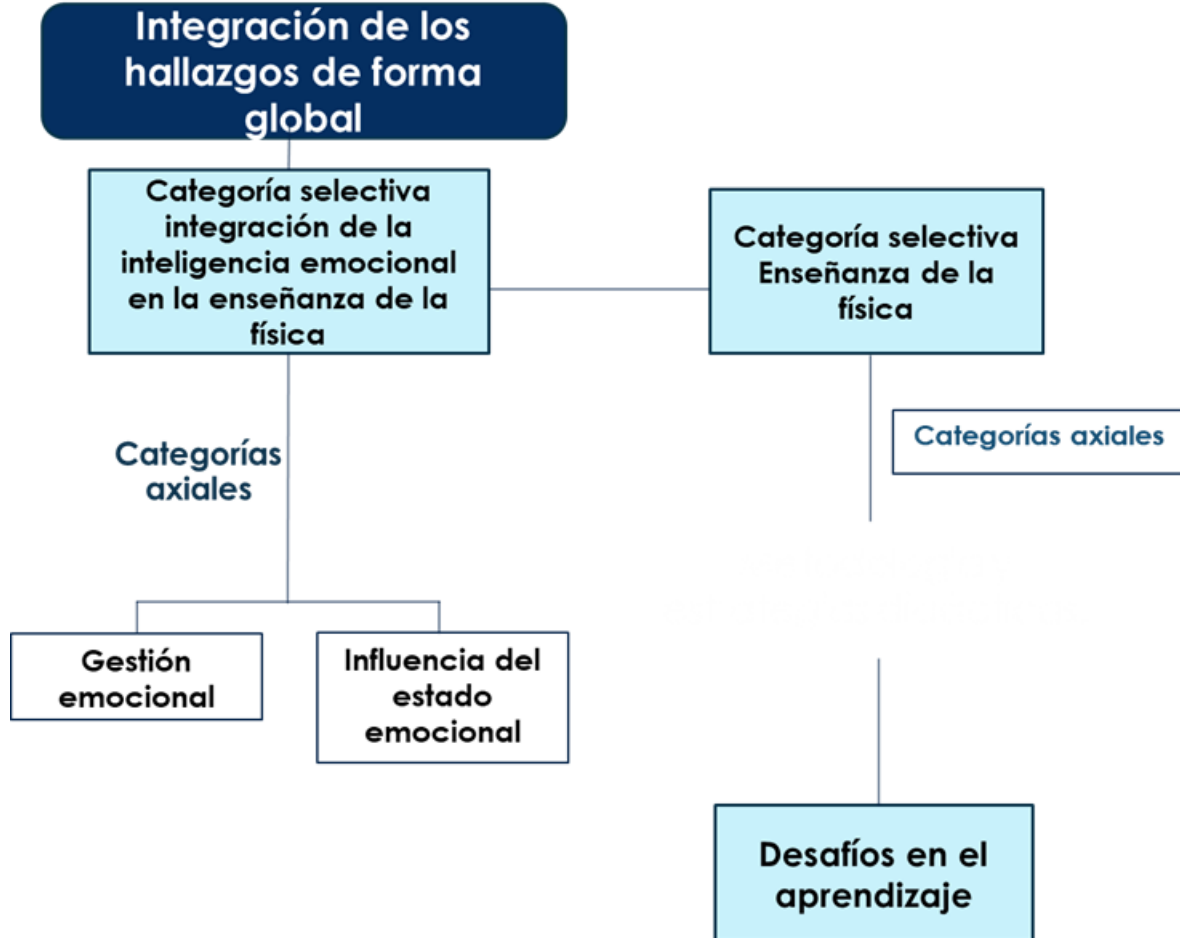 Integración de los
hallazgos de forma
global
Categoría selectiva
integración de la
inteligencia emocional
en la enseñanza de la
física
Categoría selectiva
Enseñanza de la
física
Categorías
axiales
Categorías axiales
Gestión
emocional
Influencia del
estado
emocional
Desafíos en el
aprendizaje